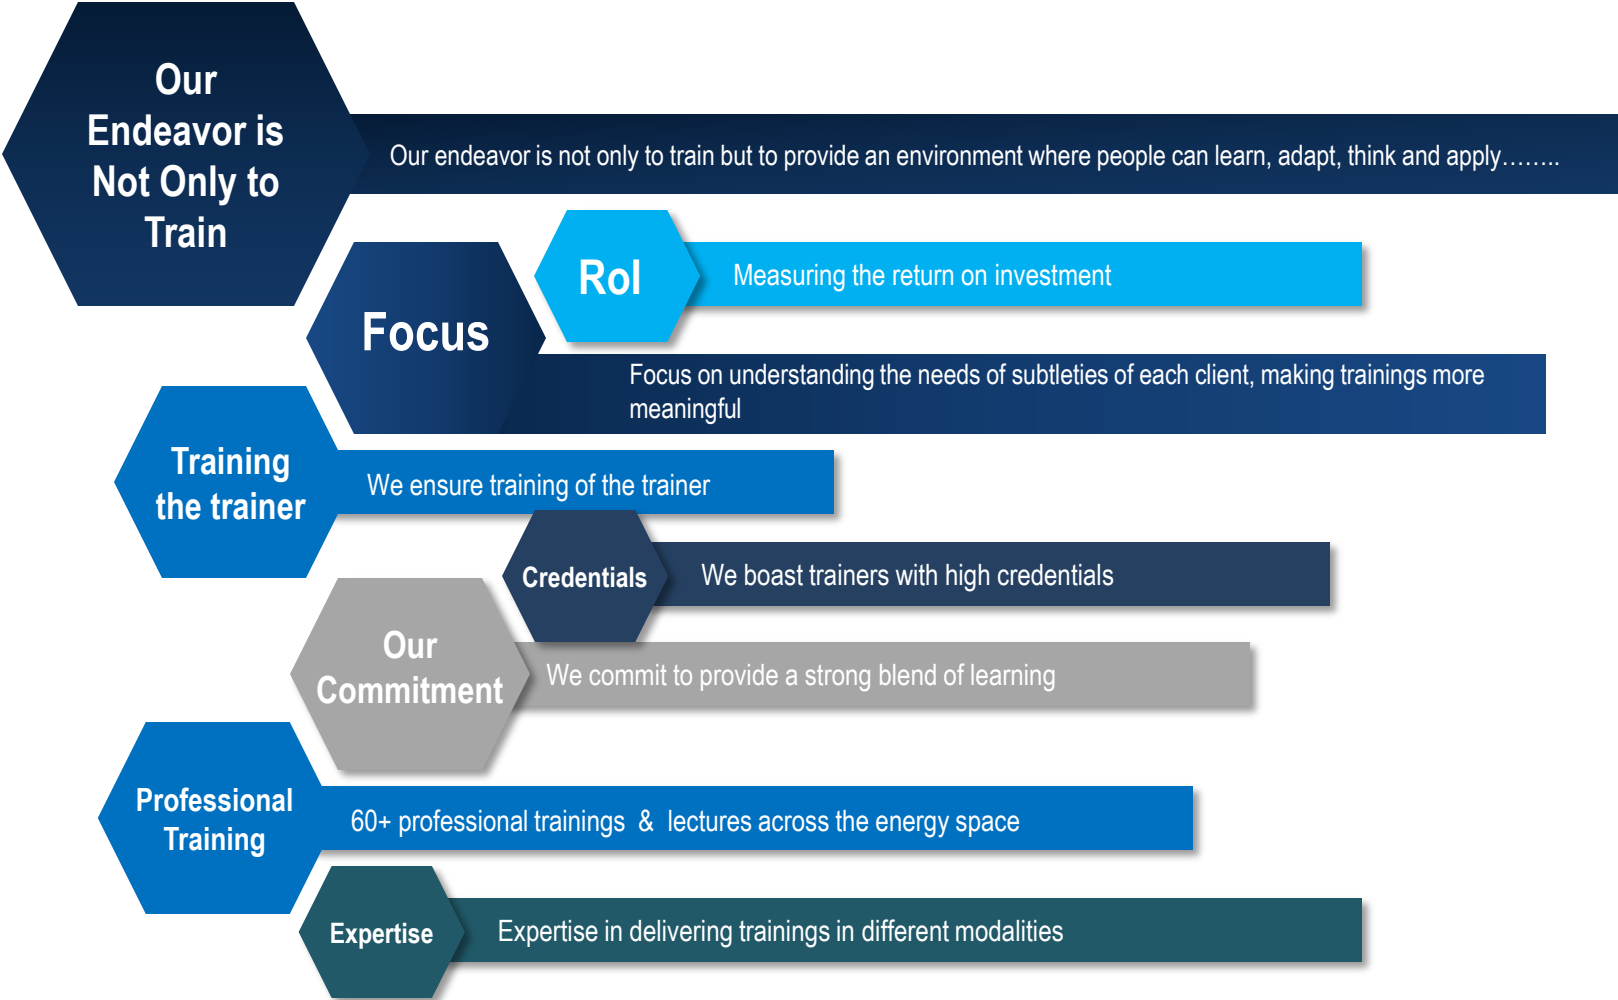 Our
Endeavor is
Not Only to
Train
Our endeavor is not only to train but to provide an environment where people can learn, adapt, think and apply……..
RoI
Measuring the return on investment
Focus
Focus on understanding the needs of subtleties of each client, making trainings more
meaningful
Training
the trainer
We ensure training of the trainer
Credentials
We boast trainers with high credentials
Our
Commitment
We commit to provide a strong blend of learning
Professional
Training
60+ professional trainings & lectures across the energy space
Expertise
Expertise in delivering trainings in different modalities